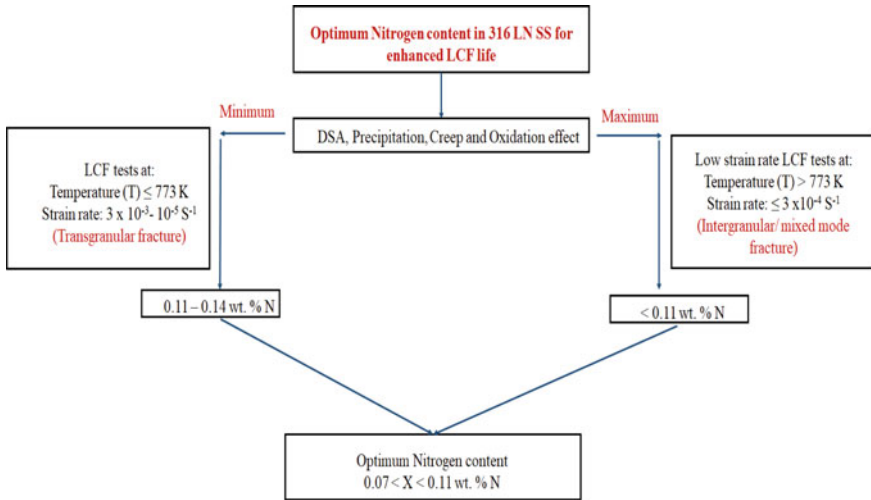 Optimum Nitrogen content in 316 LN SS for
enhanced LCF life
Minimum
Maximum
DSA, Precipitation, Creep and Oxidation effect
LCF tests at:
Temperature (T) ≤ 773 K
Strain rate: 3 x 10⁻³- 10⁻⁵ S⁻¹
(Transgranular fracture)
Low strain rate LCF tests at:
Temperature (T) > 773 K
Strain rate: ≤ 3 x10⁻⁴ S⁻¹
(Intergranular/ mixed mode
fracture)
0.11 – 0.14 wt. % N
< 0.11 wt. % N
Optimum Nitrogen content
0.07 < X < 0.11 wt. % N